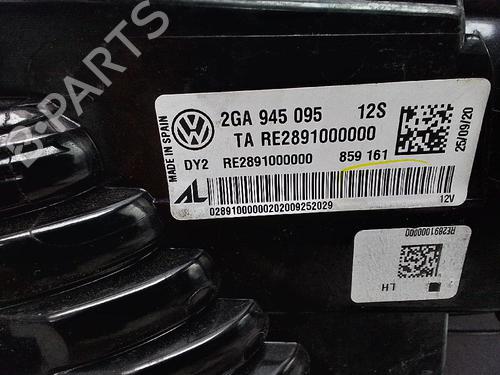 B-PARTS
MADE IN SPAIN
2GA 945 095 12S
TA RE2891000000
DY2 RE2891000000 859 161
25/09/20
AL
02891000000202009252029
12V
RE2891000000
LH